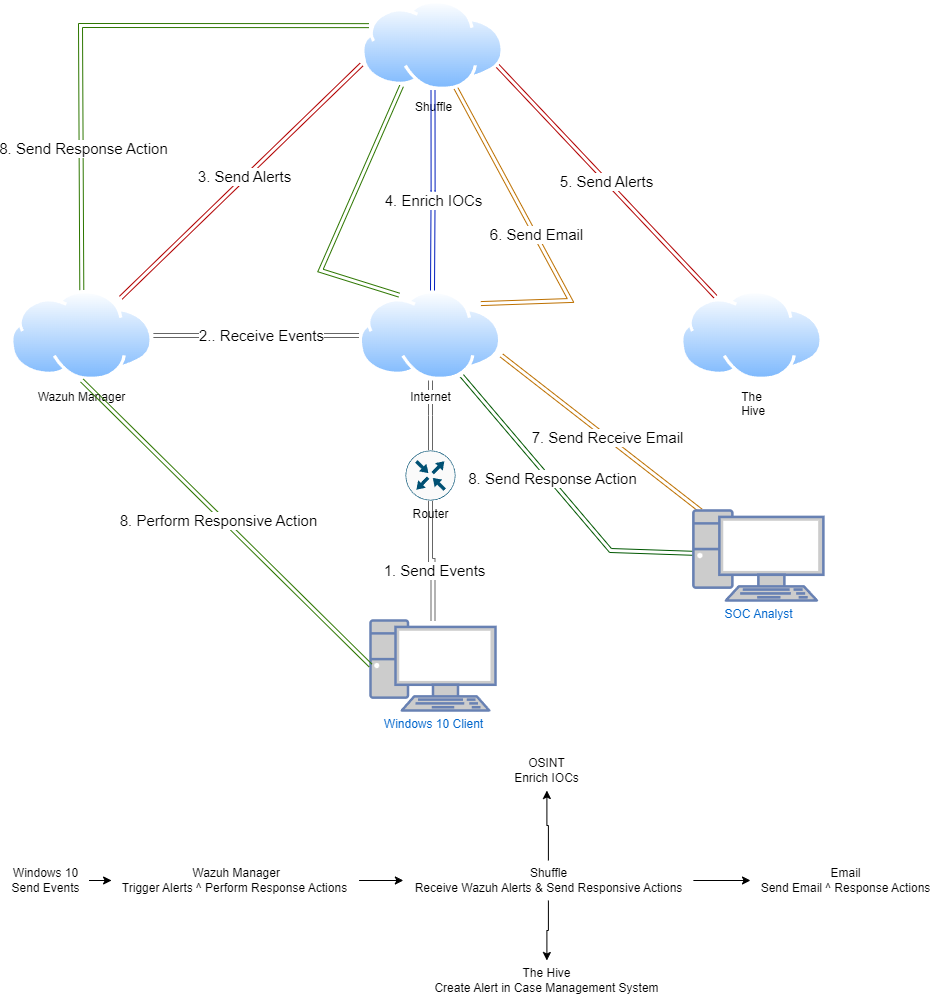 Shuffle
8. Send Response Action
3. Send Alerts
5. Send Alerts
4. Enrich IOCs
6. Send Email
2.. Receive Events
Wazuh Manager
Internet
The
Hive
7. Send Receive Email
8. Send Response Action
Router
8. Perform Responsive Action
1. Send Events
SOC Analyst
Windows 10 Client
OSINT
Enrich IOCs
Windows 10
Send Events
Wazuh Manager
Trigger Alerts ^ Perform Response Actions
Shuffle
Receive Wazuh Alerts & Send Responsive Actions
Email
Send Email ^ Response Actions
The Hive
Create Alert in Case Management System